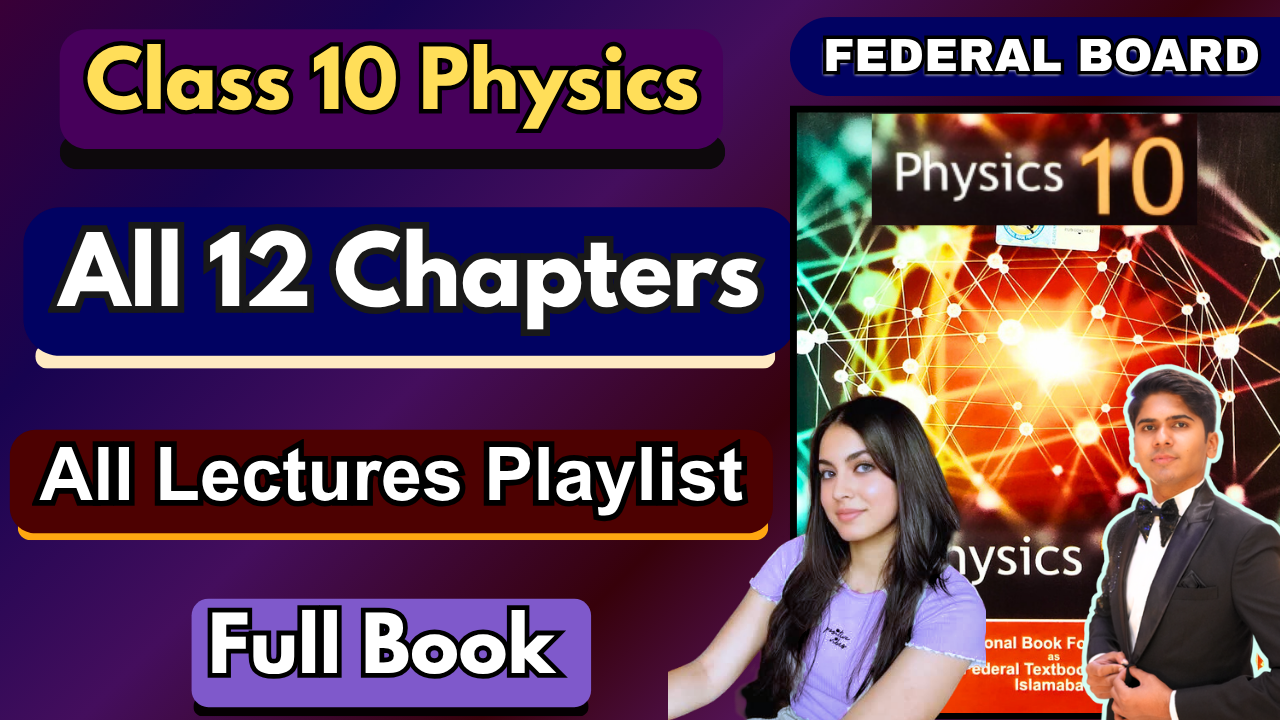 Class 10 Physics
FEDERAL BOARD
Physics 10
All 12 Chapters
All Lectures Playlist
Full Book
hysics
onal Book Fo
as
ederal Textboo
Islamaba